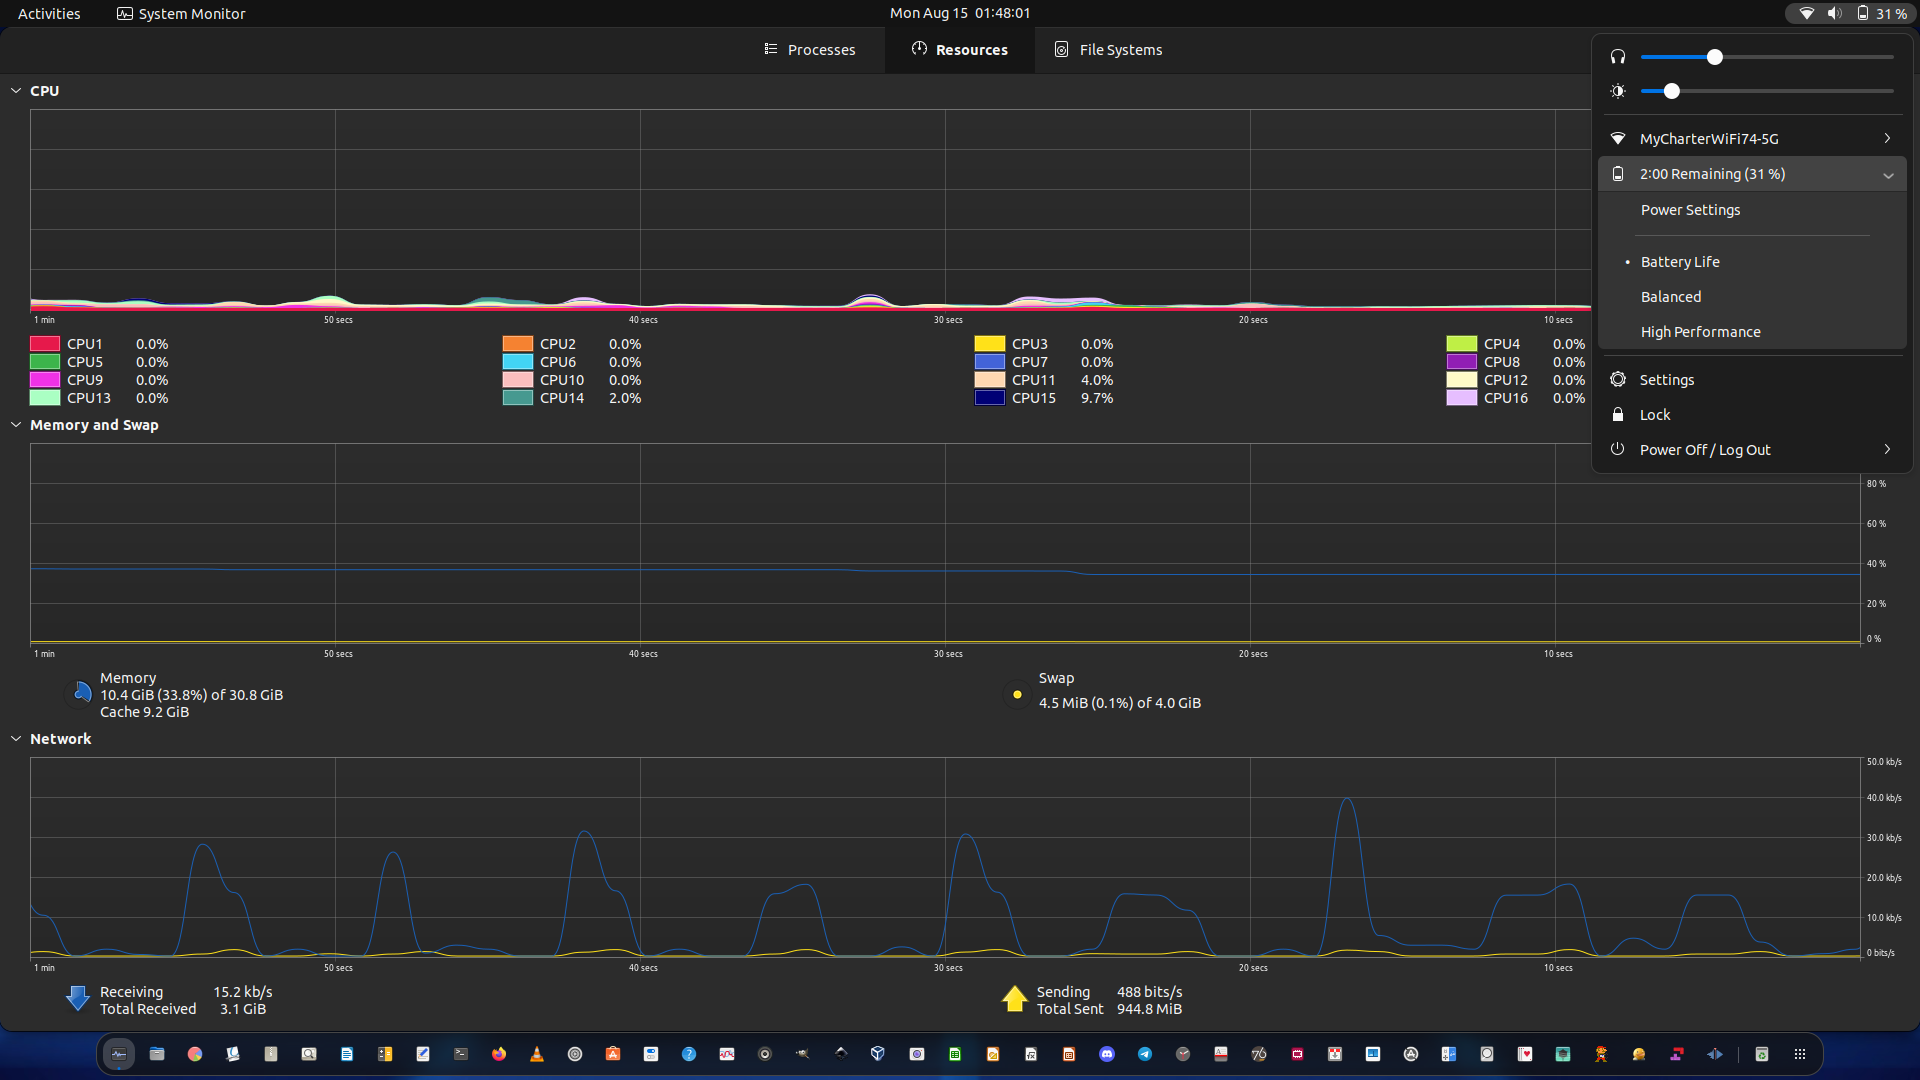 Activities
System Monitor
Mon Aug 15 01:48:01
31 %
Processes
Resources
File Systems
MyCharterWiFi74-5G
2:00 Remaining (31 %)
Power Settings
Battery Life
Balanced
High Performance
Settings
Lock
Power Off / Log Out
CPU
1 min 50 secs 40 secs 30 secs 20 secs 10 secs
CPU1 0.0% CPU2 0.0% CPU3 0.0% CPU4 0.0%
CPU5 0.0% CPU6 0.0% CPU7 0.0% CPU8 0.0%
CPU9 0.0% CPU10 0.0% CPU11 4.0% CPU12 0.0%
CPU13 0.0% CPU14 2.0% CPU15 9.7% CPU16 0.0%
Memory and Swap
80 %
60 %
40 %
20 %
0 %
1 min 50 secs 40 secs 30 secs 20 secs 10 secs
Memory
10.4 GiB (33.8%) of 30.8 GiB
Cache 9.2 GiB
Swap
4.5 MiB (0.1%) of 4.0 GiB
Network
50.0 kb/s
40.0 kb/s
30.0 kb/s
20.0 kb/s
10.0 kb/s
0 bits/s
1 min 50 secs 40 secs 30 secs 20 secs 10 secs
Receiving 15.2 kb/s
Total Received 3.1 GiB
Sending 488 bits/s
Total Sent 944.8 MiB
76